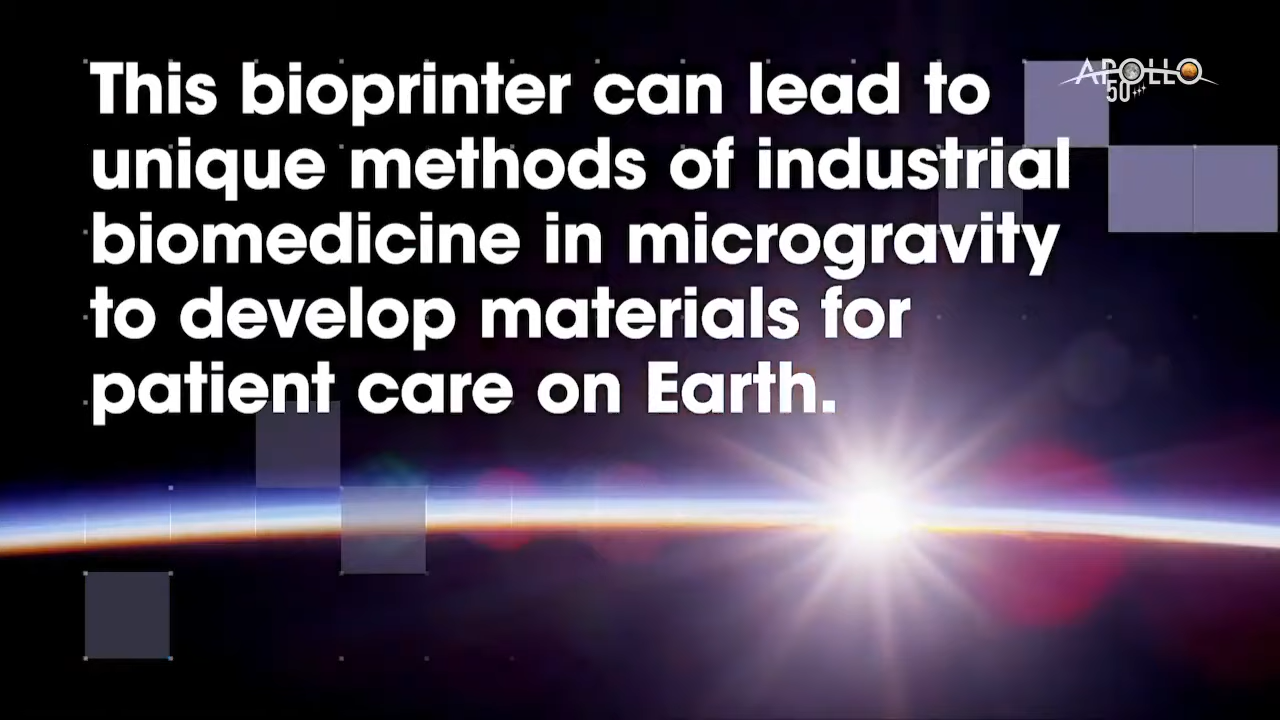 This bioprinter can lead to
unique methods of industrial
biomedicine in microgravity
to develop materials for
patient care on Earth.
APOLLO
50